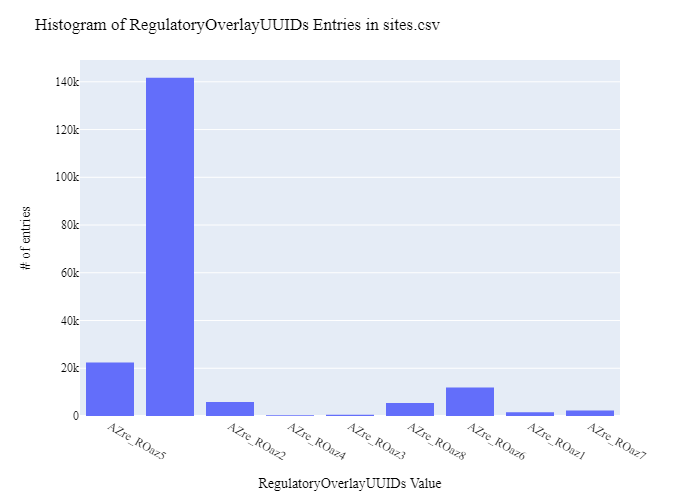 Histogram of RegulatoryOverlayUUIDs Entries in sites.csv
140k
120k
100k
80k
60k
40k
20k
0
# of entries
AZre_ROaz5
AZre_ROaz2
AZre_ROaz4
AZre_ROaz3
AZre_ROaz8
AZre_ROaz6
AZre_ROaz1
AZre_ROaz7
RegulatoryOverlayUUIDs Value